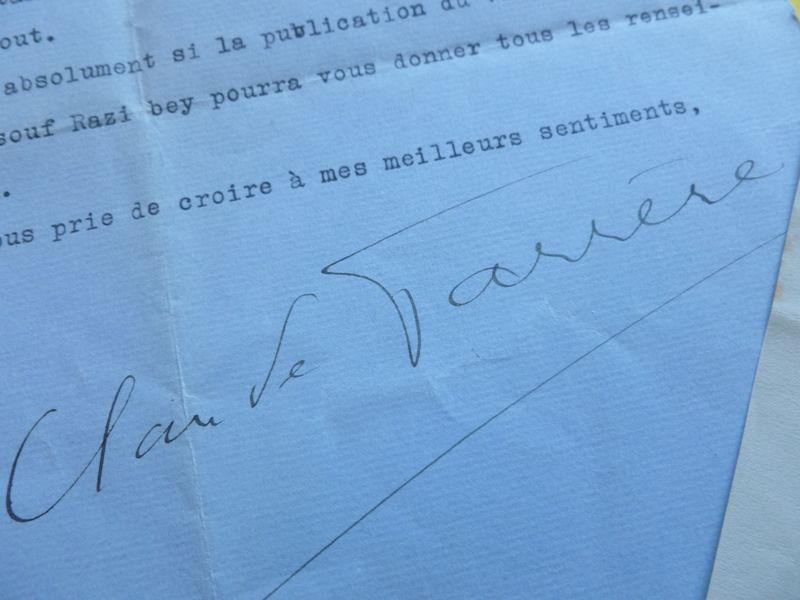 out.
absolument si la publication du
souf Razi bey pourra vous donner tous les rensei-
.
ous prie de croire à mes meilleurs sentiments,
Claude Farrère